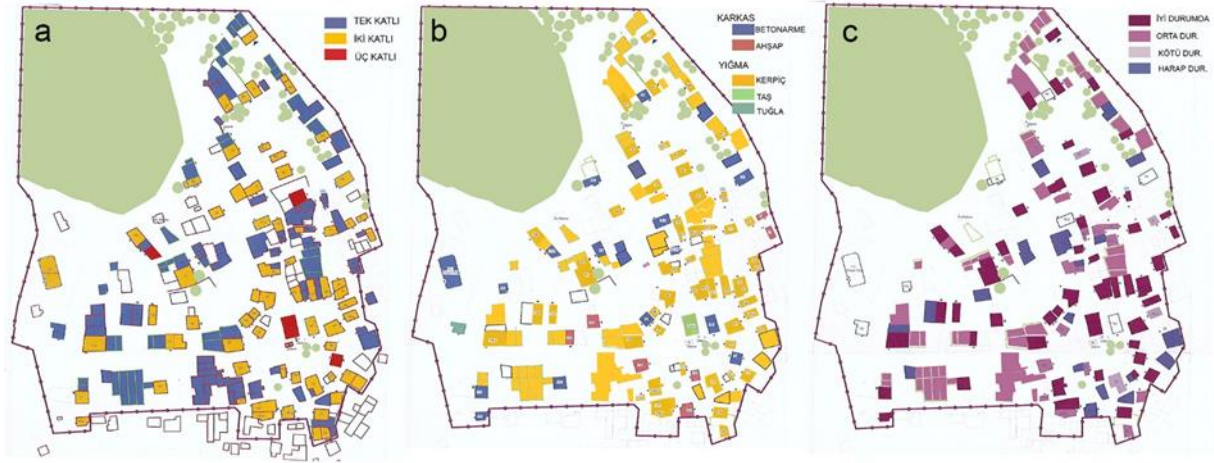 a
TEK KATLI
İKİ KATLI
ÜÇ KATLI
b
KARKAS
BETONARME
AHŞAP
YIĞMA
KERPİÇ
TAŞ
TUĞLA
c
İYİ DURUMDA
ORTA DUR.
KÖTÜ DUR.
HARAP DUR.